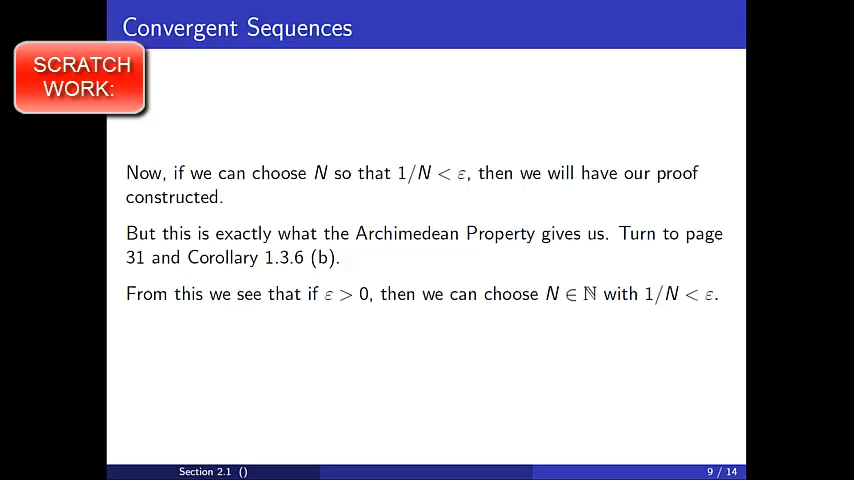 Convergent Sequences
SCRATCH
WORK:
Now, if we can choose N so that 1/N < ε, then we will have our proof
constructed.
But this is exactly what the Archimedean Property gives us. Turn to page
31 and Corollary 1.3.6 (b).
From this we see that if ε > 0, then we can choose N ∈ ℕ with 1/N < ε.
Section 2.1 ()
9 / 14